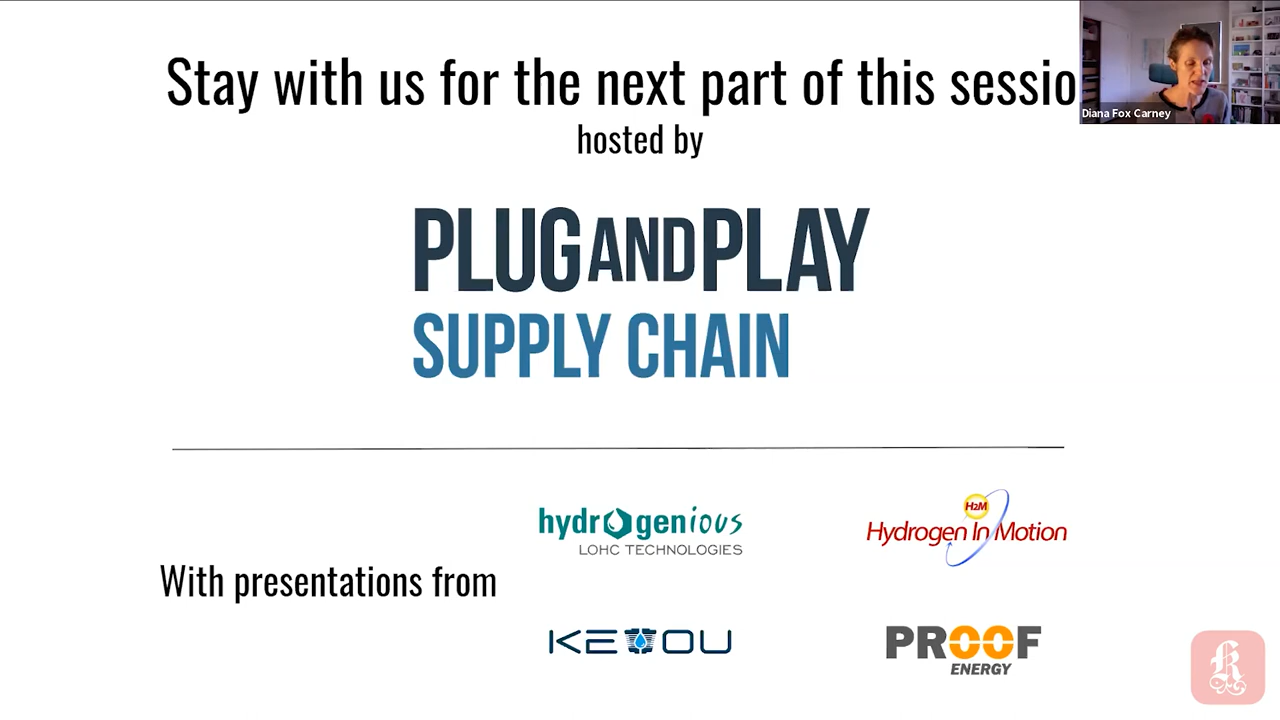 Stay with us for the next part of this sessio
Diana Fox Carney
hosted by
PLUG AND PLAY
SUPPLY CHAIN
hydrogenious
LOHC TECHNOLOGIES
H2M
Hydrogen In Motion
With presentations from
KEYOU
PROOF
ENERGY